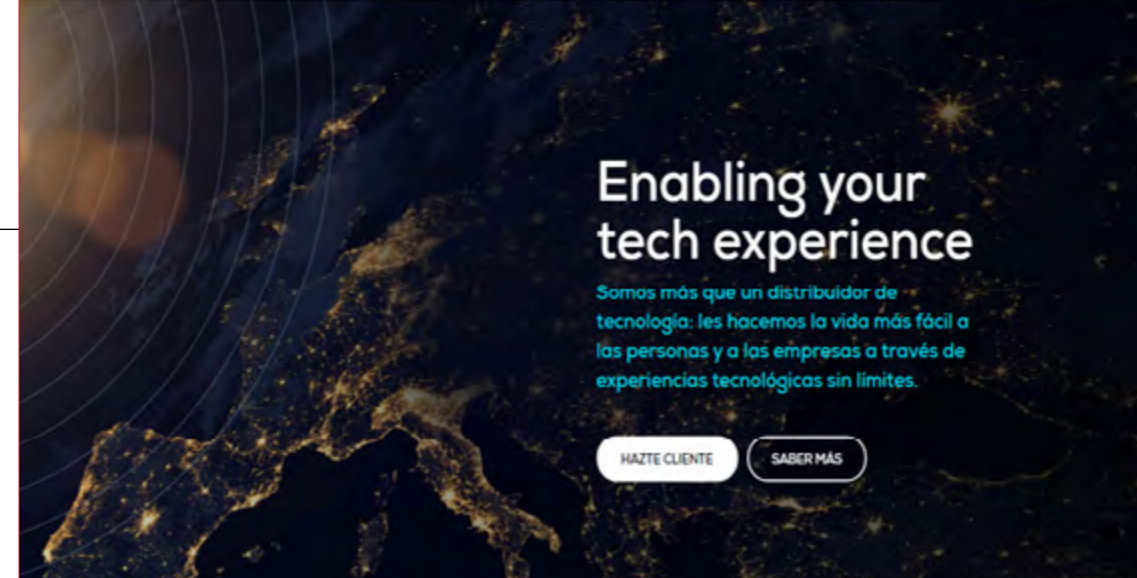 Enabling your
tech experience
Somos más que un distribuidor de
tecnología: les hacemos la vida más fácil a
las personas y a las empresas a través de
experiencias tecnológicas sin límites.
HAZTE CLIENTE SABER MÁS